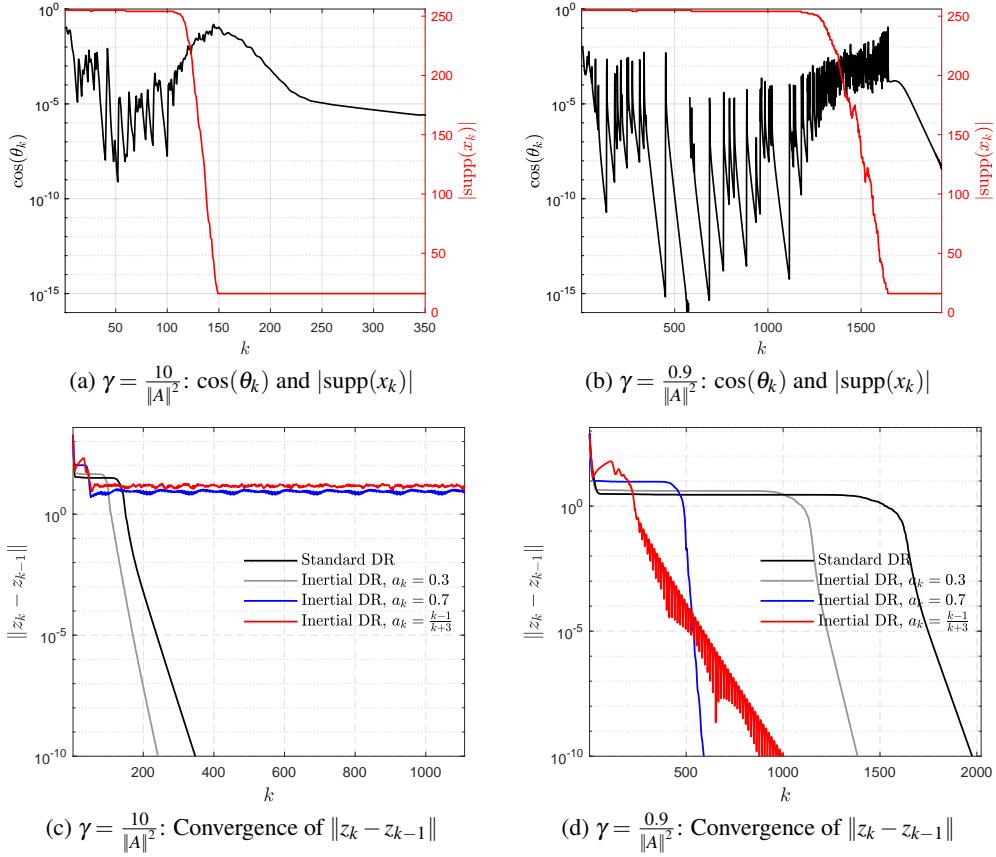 10^0
10^-5
10^-10
10^-15
cos(θ_k)
50
100
150
200
250
300
350
k
250
200
150
100
50
0
|supp(x_k)|
(a) γ = 10/‖A‖²: cos(θ_k) and |supp(x_k)|
10^0
10^-5
10^-10
10^-15
cos(θ_k)
500
1000
1500
k
250
200
150
100
50
0
|supp(x_k)|
(b) γ = 0.9/‖A‖²: cos(θ_k) and |supp(x_k)|
10^0
10^-5
10^-10
‖z_k − z_{k−1}‖
Standard DR
Inertial DR, a_k = 0.3
Inertial DR, a_k = 0.7
Inertial DR, a_k = (k−1)/(k+3)
200
400
600
800
1000
k
(c) γ = 10/‖A‖²: Convergence of ‖z_k − z_{k−1}‖
10^0
10^-5
10^-10
‖z_k − z_{k−1}‖
Standard DR
Inertial DR, a_k = 0.3
Inertial DR, a_k = 0.7
Inertial DR, a_k = (k−1)/(k+3)
500
1000
1500
2000
k
(d) γ = 0.9/‖A‖²: Convergence of ‖z_k − z_{k−1}‖